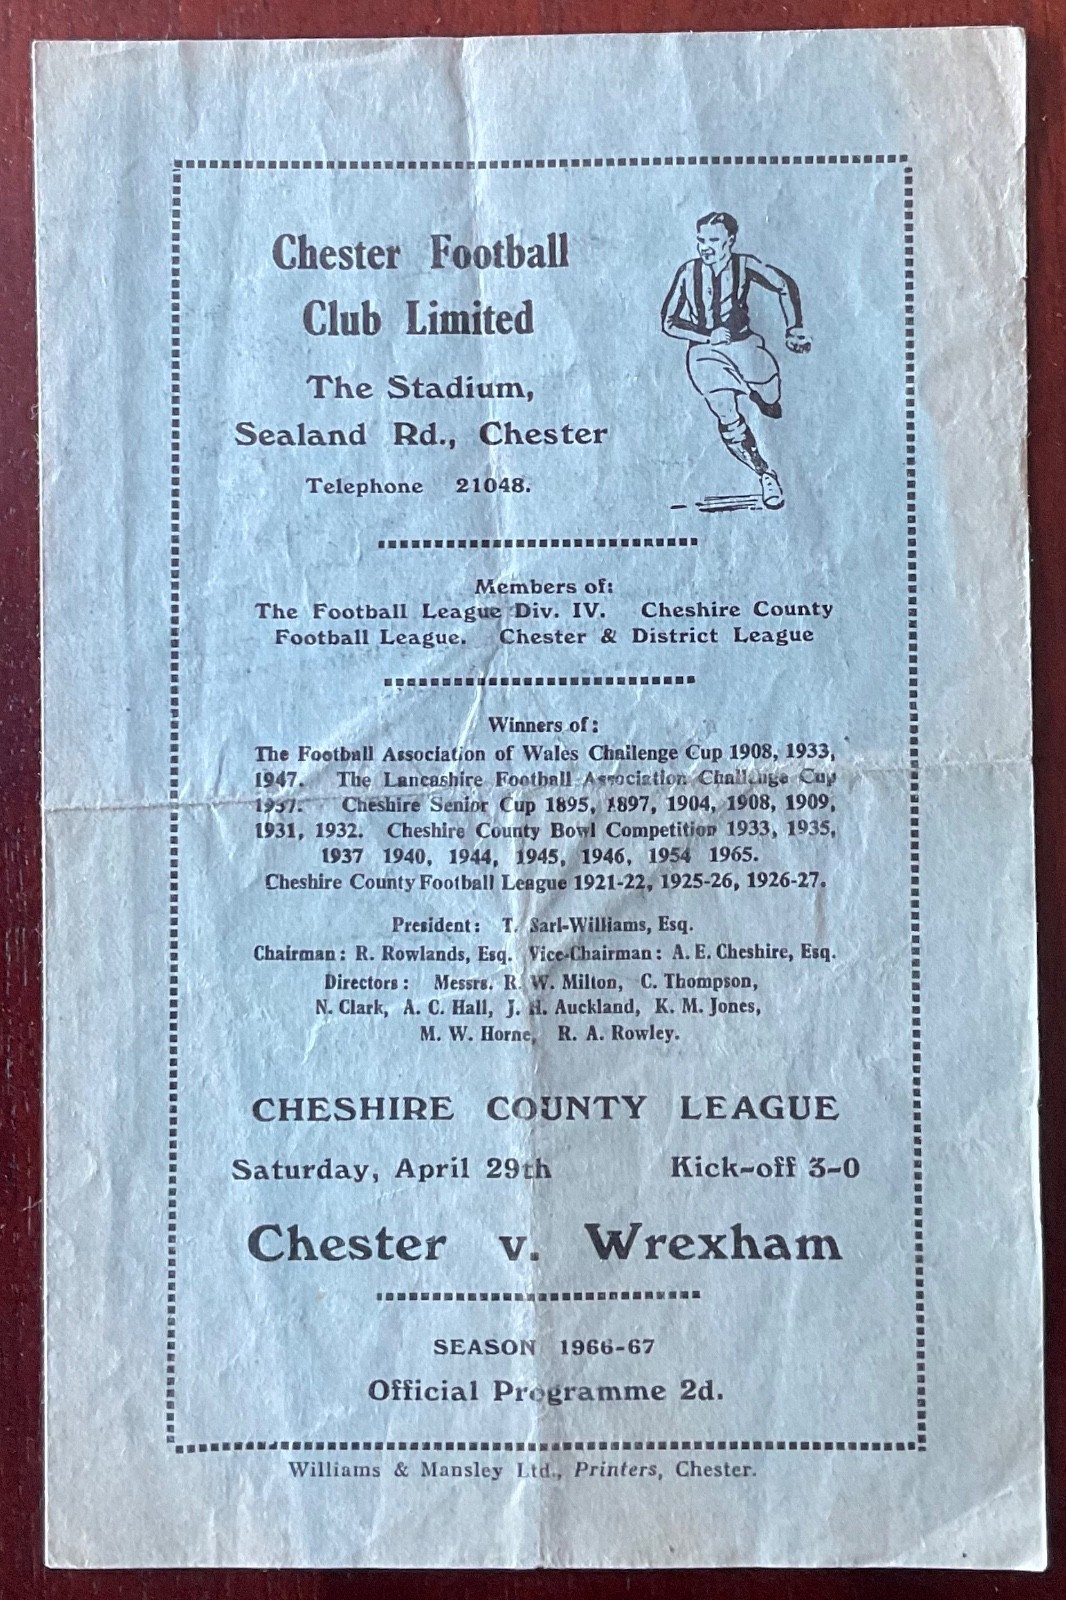 Chester Football
Club Limited
The Stadium,
Sealand Rd., Chester
Telephone 21048.
Members of:
The Football League Div. IV. Cheshire County
Football League. Chester & District League
Winners of:
The Football Association of Wales Challenge Cup 1908, 1933,
1947. The Lancashire Football Association Challenge Cup
1957. Cheshire Senior Cup 1895, 1897, 1904, 1908, 1909,
1931, 1932. Cheshire County Bowl Competition 1933, 1935,
1937 1940, 1944, 1945, 1946, 1954 1965.
Cheshire County Football League 1921-22, 1925-26, 1926-27.
President: T. Sarl-Williams, Esq.
Chairman: R. Rowlands, Esq. Vice-Chairman: A. E. Cheshire, Esq.
Directors: Messrs. R. W. Milton, C. Thompson,
N. Clark, A. C. Hall, J. H. Auckland, K. M. Jones,
M. W. Horne, R. A. Rowley.
CHESHIRE COUNTY LEAGUE
Saturday, April 29th Kick-off 3-0
Chester v. Wrexham
SEASON 1966-67
Official Programme 2d.
Williams & Mansley Ltd., Printers, Chester.